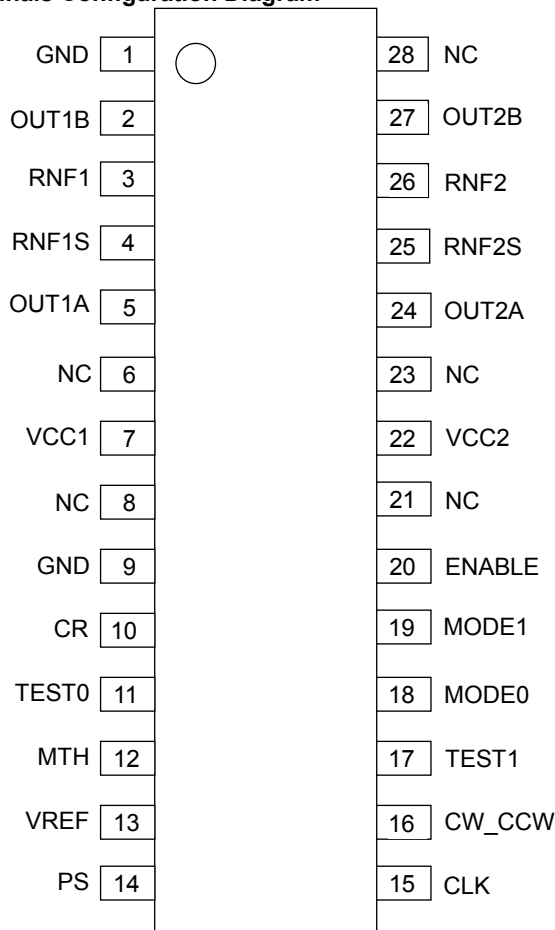 GND 1 28 NC
OUT1B 2 27 OUT2B
RNF1 3 26 RNF2
RNF1S 4 25 RNF2S
OUT1A 5 24 OUT2A
NC 6 23 NC
VCC1 7 22 VCC2
NC 8 21 NC
GND 9 20 ENABLE
CR 10 19 MODE1
TEST0 11 18 MODE0
MTH 12 17 TEST1
VREF 13 16 CW_CCW
PS 14 15 CLK